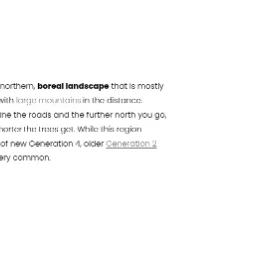 northern, boreal landscape that is mostly
with large mountains in the distance.
ine the roads and the further north you go,
horter the trees get. While this region
of new Generation 4, older Generation 2
ery common.